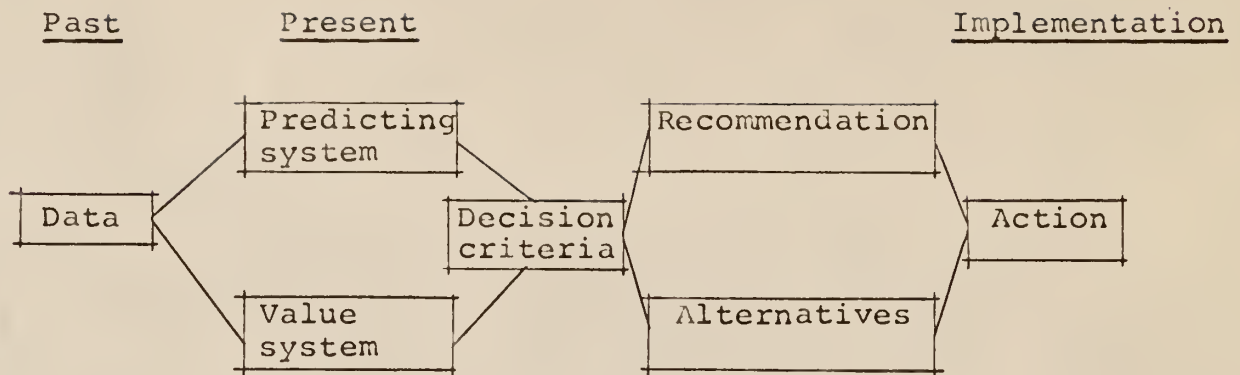 Past Present Implementation
Predicting
system
Recommendation
Data
Decision
criteria
Action
Value
system
Alternatives